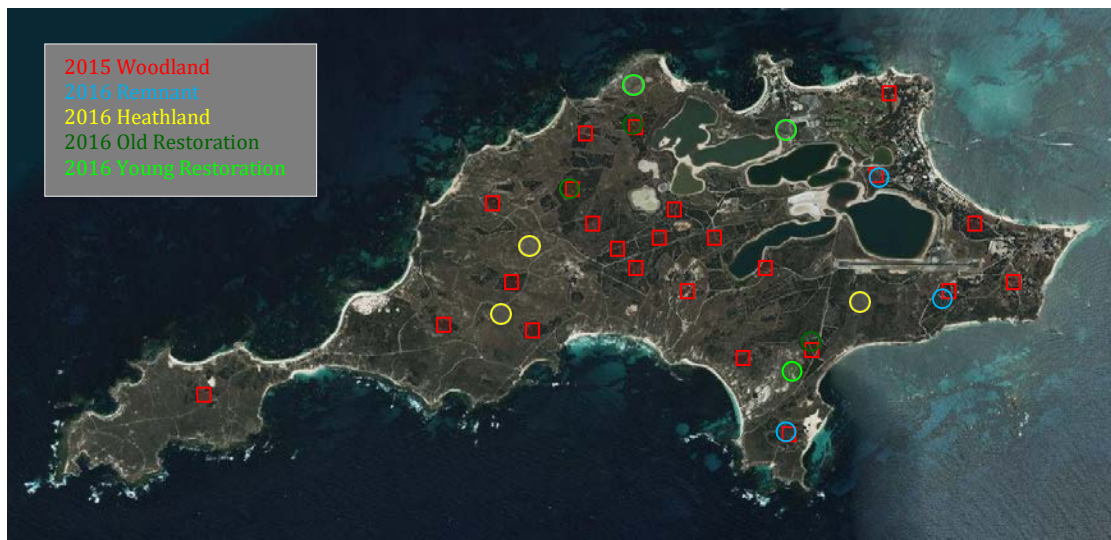 2015 Woodland
2016 Remnant
2016 Heathland
2016 Old Restoration
2016 Young Restoration